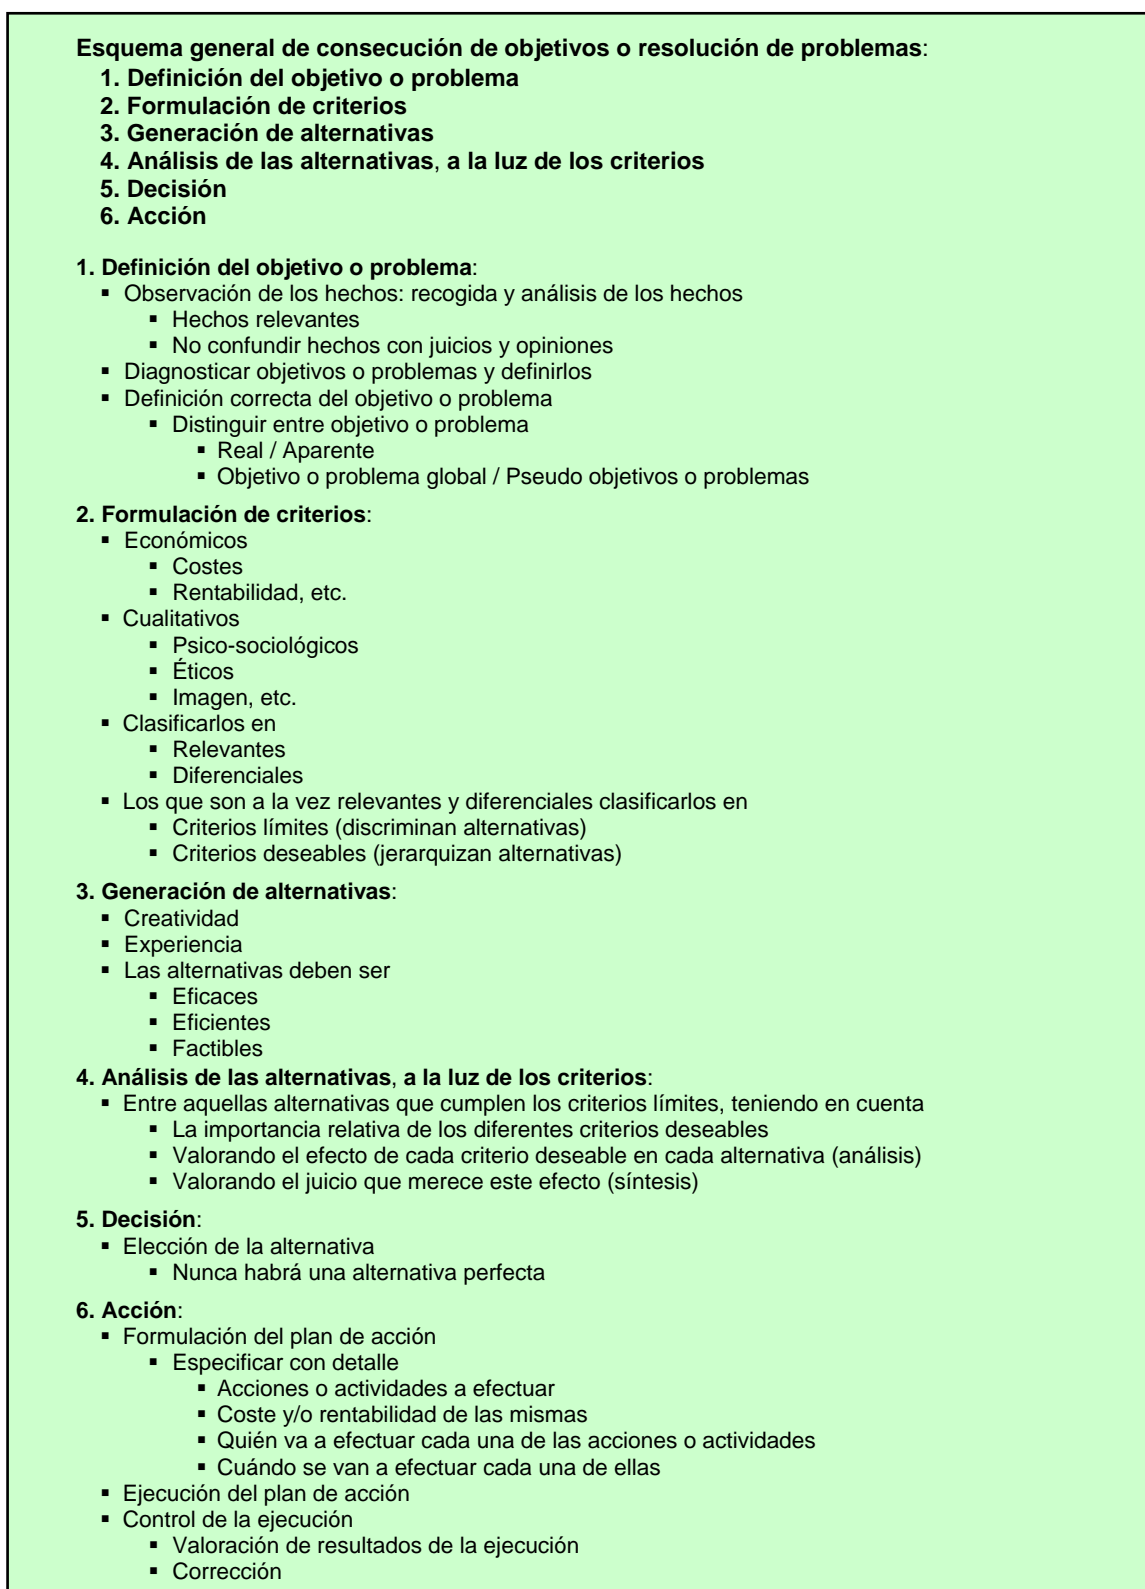 Esquema general de consecución de objetivos o resolución de problemas:
1. Definición del objetivo o problema
2. Formulación de criterios
3. Generación de alternativas
4. Análisis de las alternativas, a la luz de los criterios
5. Decisión
6. Acción
1. Definición del objetivo o problema:
▪ Observación de los hechos: recogida y análisis de los hechos
▪ Hechos relevantes
▪ No confundir hechos con juicios y opiniones
▪ Diagnosticar objetivos o problemas y definirlos
▪ Definición correcta del objetivo o problema
▪ Distinguir entre objetivo o problema
▪ Real / Aparente
▪ Objetivo o problema global / Pseudo objetivos o problemas
2. Formulación de criterios:
▪ Económicos
▪ Costes
▪ Rentabilidad, etc.
▪ Cualitativos
▪ Psico-sociológicos
▪ Éticos
▪ Imagen, etc.
▪ Clasificarlos en
▪ Relevantes
▪ Diferenciales
▪ Los que son a la vez relevantes y diferenciales clasificarlos en
▪ Criterios límites (discriminan alternativas)
▪ Criterios deseables (jerarquizan alternativas)
3. Generación de alternativas:
▪ Creatividad
▪ Experiencia
▪ Las alternativas deben ser
▪ Eficaces
▪ Eficientes
▪ Factibles
4. Análisis de las alternativas, a la luz de los criterios:
▪ Entre aquellas alternativas que cumplen los criterios límites, teniendo en cuenta
▪ La importancia relativa de los diferentes criterios deseables
▪ Valorando el efecto de cada criterio deseable en cada alternativa (análisis)
▪ Valorando el juicio que merece este efecto (síntesis)
5. Decisión:
▪ Elección de la alternativa
▪ Nunca habrá una alternativa perfecta
6. Acción:
▪ Formulación del plan de acción
▪ Especificar con detalle
▪ Acciones o actividades a efectuar
▪ Coste y/o rentabilidad de las mismas
▪ Quién va a efectuar cada una de las acciones o actividades
▪ Cuándo se van a efectuar cada una de ellas
▪ Ejecución del plan de acción
▪ Control de la ejecución
▪ Valoración de resultados de la ejecución
▪ Corrección